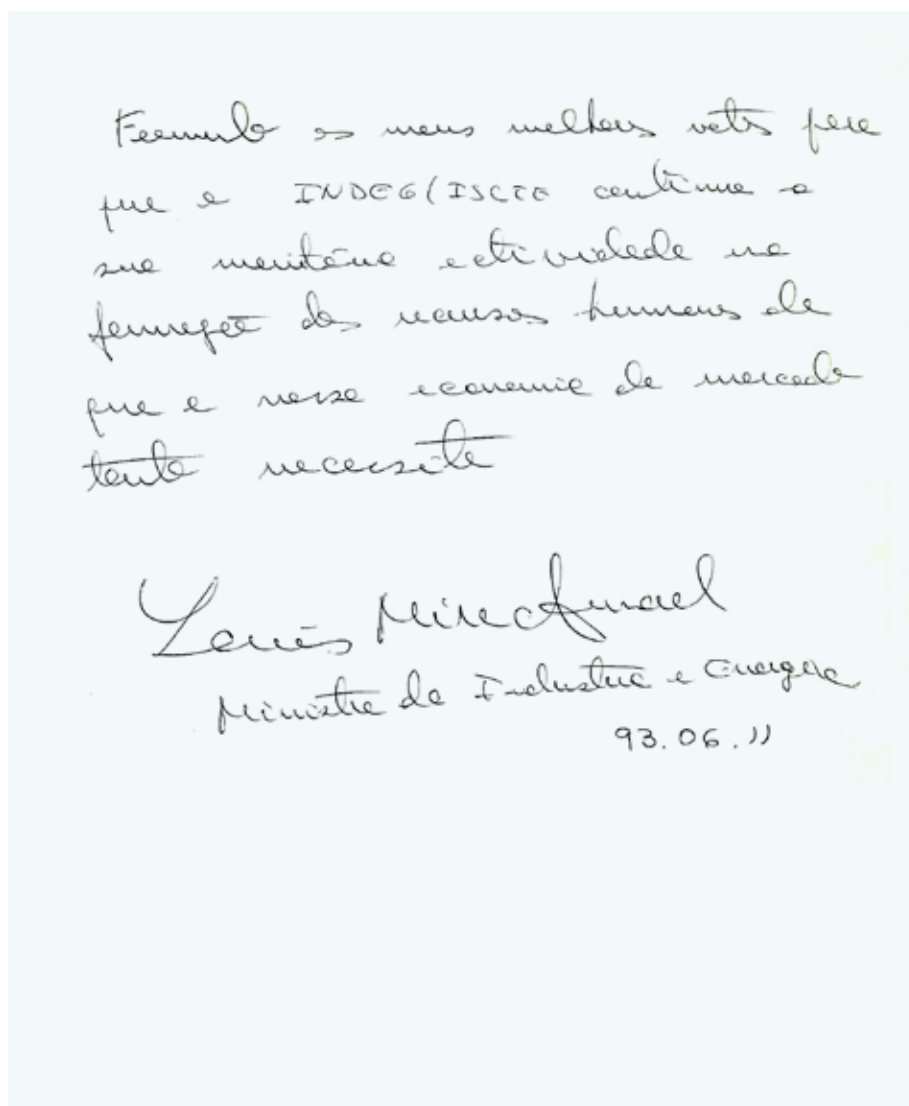 Formulo os meus melhores votos para
que o INDEG/ISCTE continue a
sua meritória actividade na
formação dos recursos humanos de
que a nossa economia de mercado
tanto necessita
Luís Mira Amaral
Ministro da Industria e Energia
93.06.11